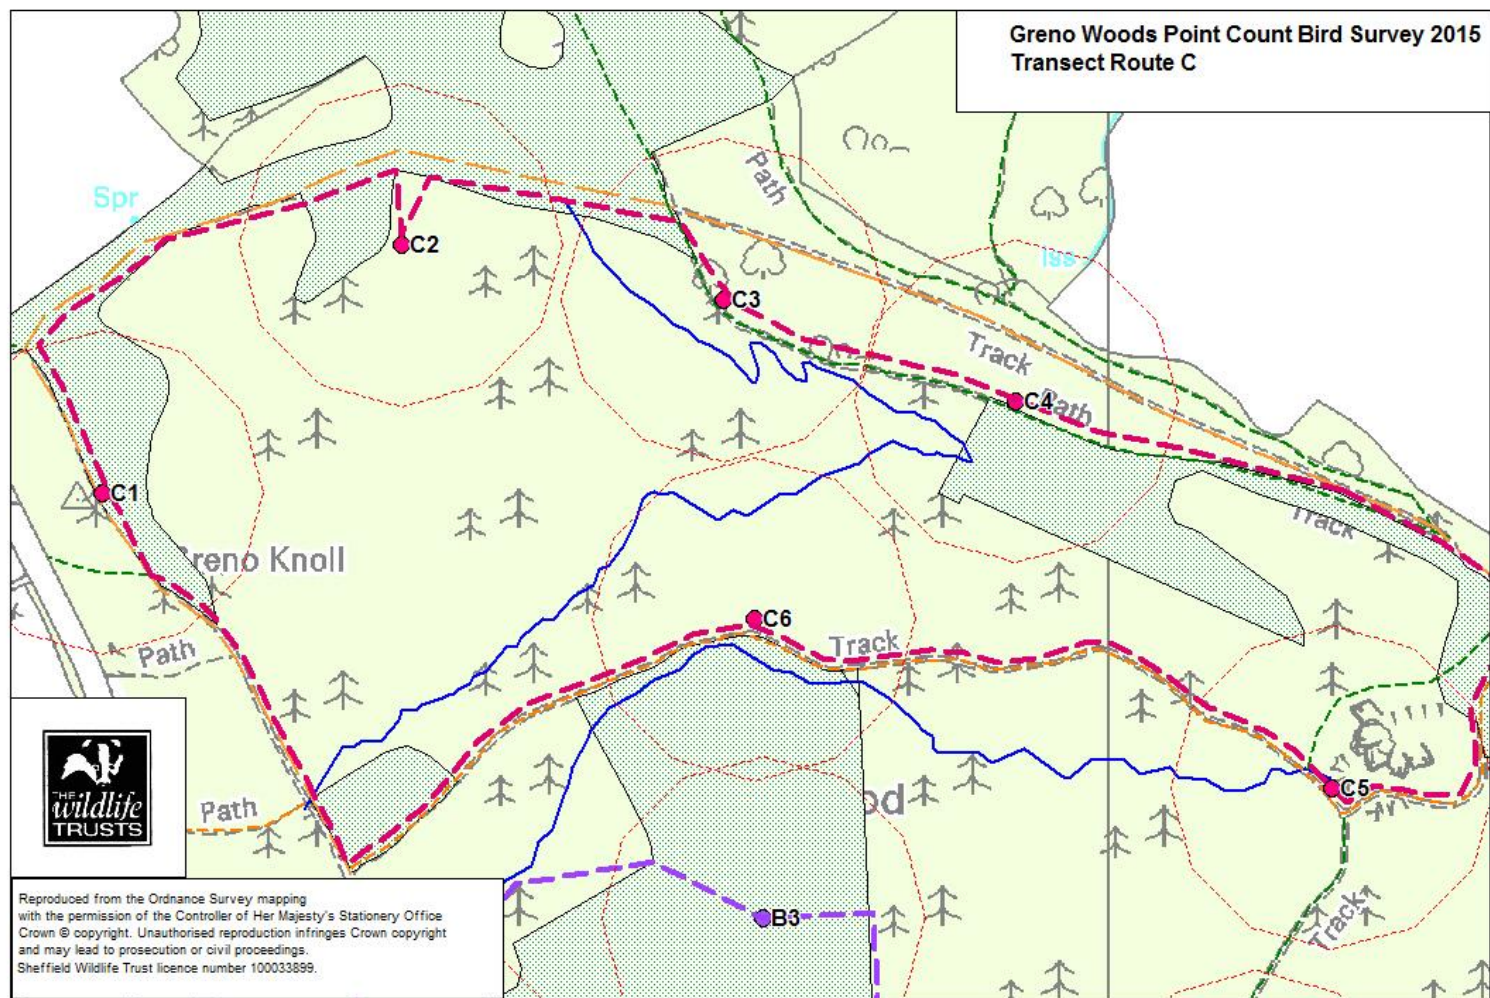 Greno Woods Point Count Bird Survey 2015
Transect Route C
Spr
Path
C2
Iss
C3
Track
C4
Path
C1
Track
Greno Knoll
C6
Track
Path
C5
Path
od
B3
Track
THE
wildlife
TRUSTS
Reproduced from the Ordnance Survey mapping
with the permission of the Controller of Her Majesty's Stationery Office
Crown © copyright. Unauthorised reproduction infringes Crown copyright
and may lead to prosecution or civil proceedings.
Sheffield Wildlife Trust licence number 100033899.